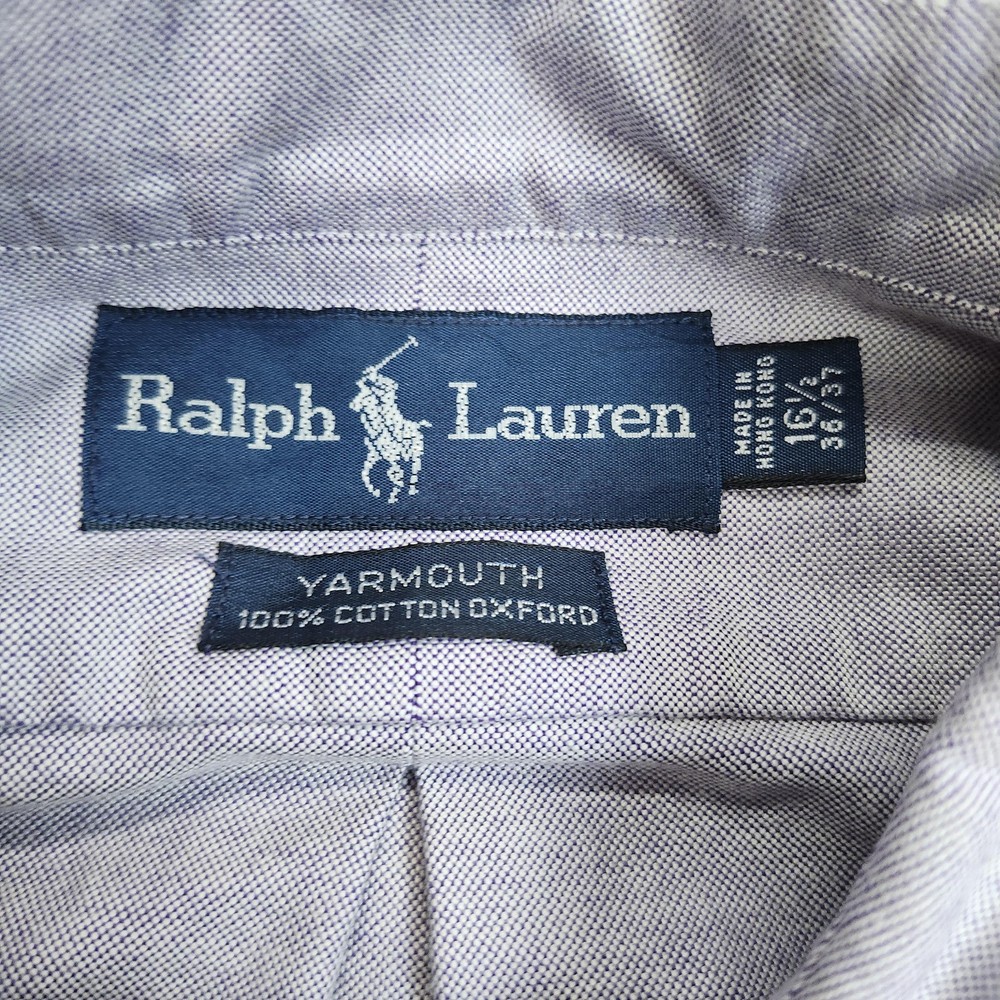 Ralph Lauren
MADE IN
HONG KONG
16½
36/37
YARMOUTH
100% COTTON OXFORD